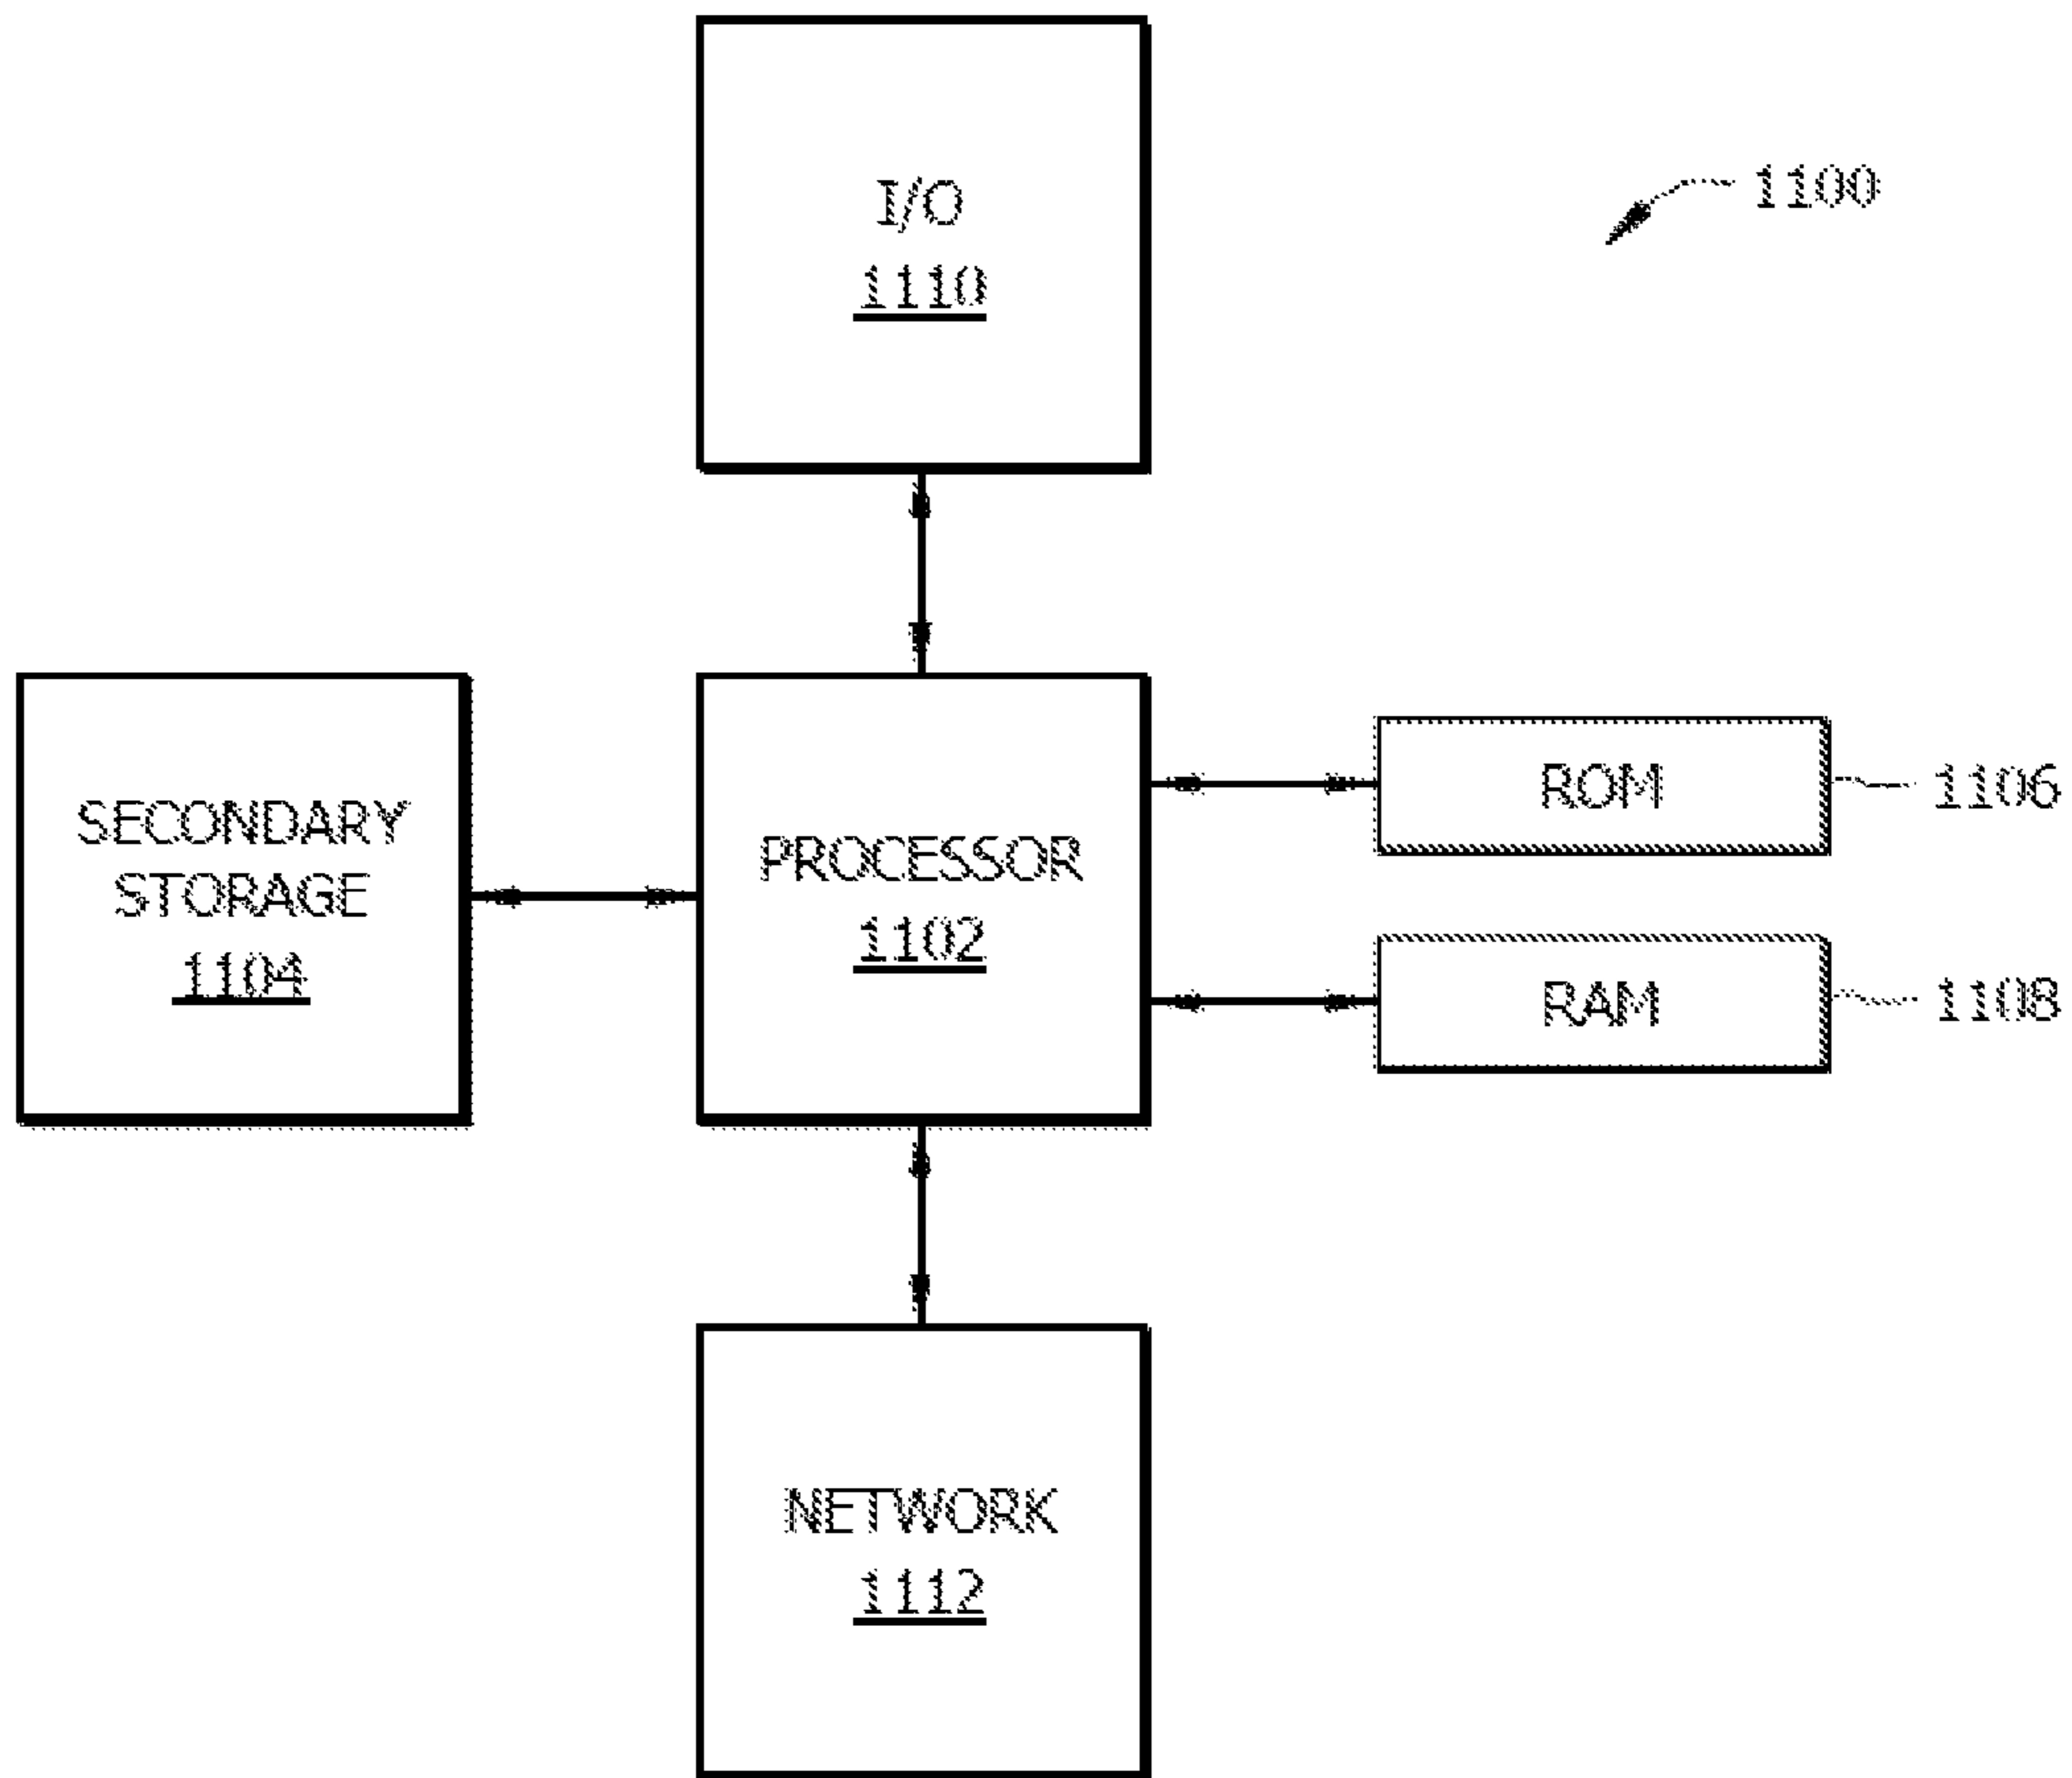 I/O
1110
1100
SECONDARY
STORAGE
1104
PROCESSOR
1102
ROM
1106
RAM
1108
NETWORK
1112